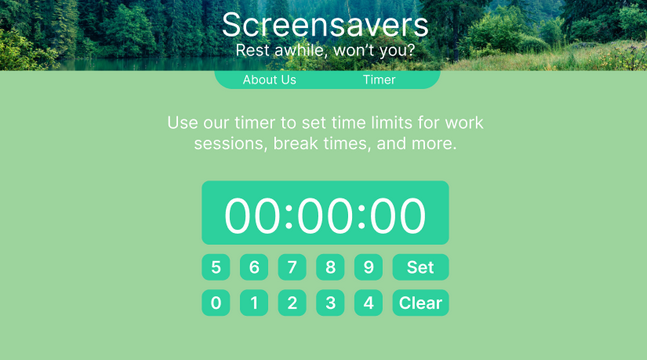 Screensavers
Rest awhile, won't you?
About Us Timer
Use our timer to set time limits for work
sessions, break times, and more.
00:00:00
5 6 7 8 9 Set
0 1 2 3 4 Clear